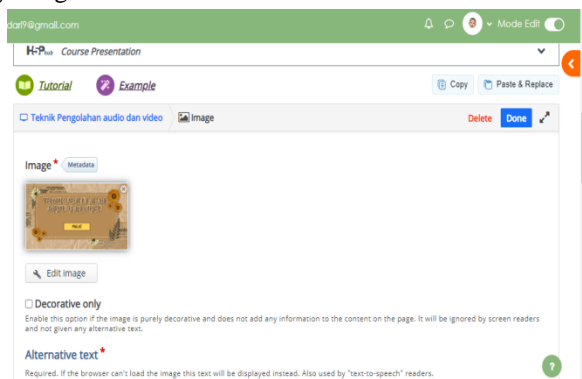 dari9@gmail.com
Mode Edit
H-P hub Course Presentation
Tutorial
Example
Copy
Paste & Replace
Teknik Pengolahan audio dan video
Image
Delete
Done
Image *
Metadata
Edit image
Decorative only
Enable this option if the image is purely decorative and does not add any information to the content on the page. It will be ignored by screen readers
and not given any alternative text.
Alternative text *
Required. If the browser can't load the image this text will be displayed instead. Also used by "text-to-speech" readers.
?